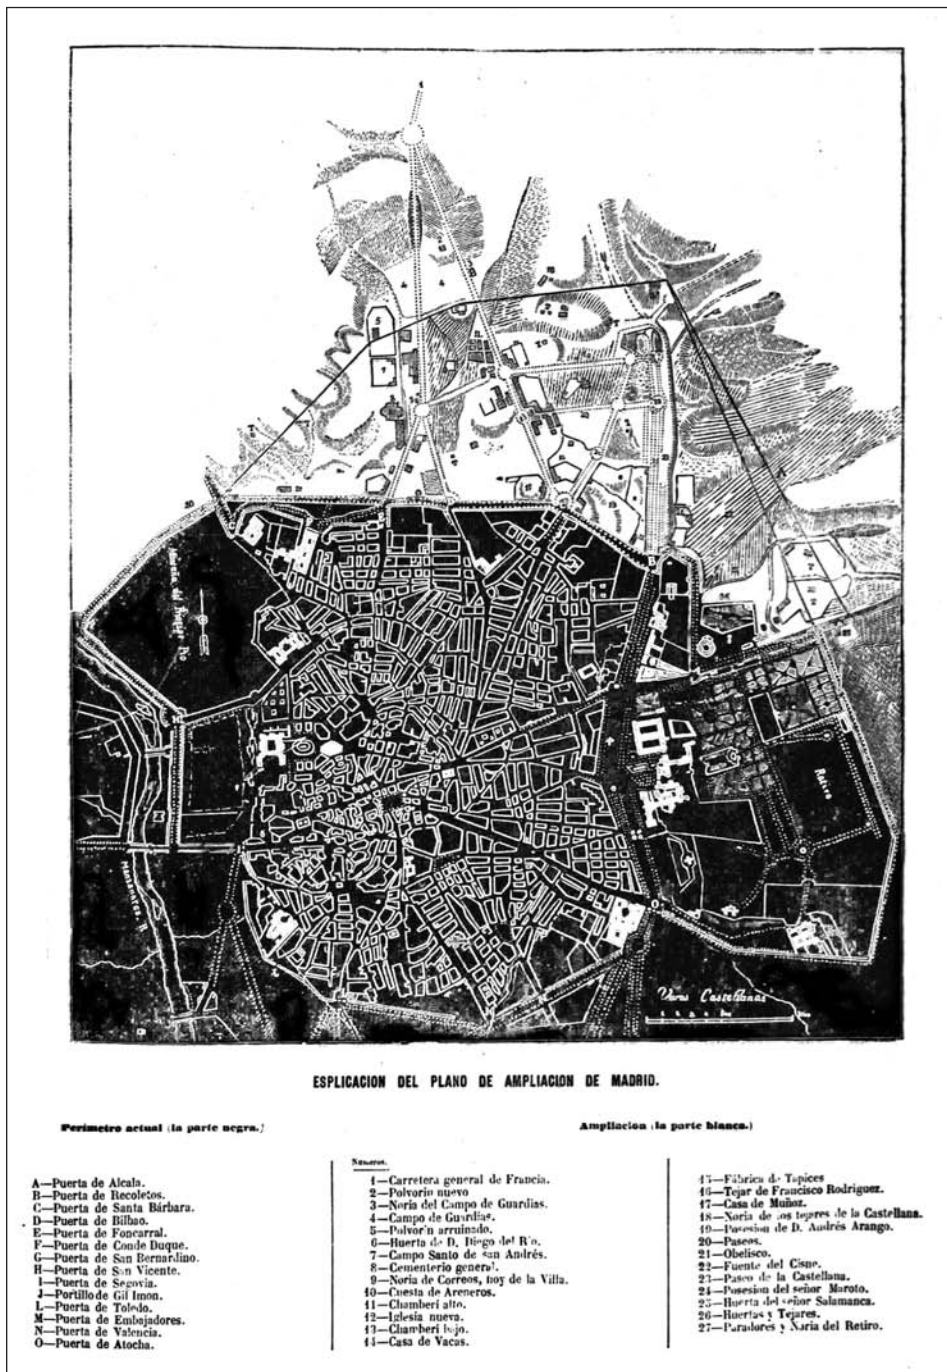 1
4
4
5
7
20
B
A
O
Retiro
Varas Castellanas
ESPLICACION DEL PLANO DE AMPLIACION DE MADRID.
Perímetro actual (la parte negra.)
A—Puerta de Alcala.
B—Puerta de Recoletos.
C—Puerta de Santa Bárbara.
D—Puerta de Bilbao.
E—Puerta de Foncarral.
F—Puerta de Conde Duque.
G—Puerta de San Bernardino.
H—Puerta de San Vicente.
I—Puerta de Segovia.
J—Portillo de Gil Imon.
L—Puerta de Toledo.
M—Puerta de Embajadores.
N—Puerta de Valencia.
O—Puerta de Atocha.
Ampliacion (la parte blanca.)
Números.
1—Carretera general de Francia.
2—Polvorin nuevo
3—Noria del Campo de Guardias.
4—Campo de Guardias.
5—Polvorin arruinado.
6—Huerta de D. Diego del Rio.
7—Campo Santo de san Andrés.
8—Cementerio general.
9—Noria de Correos, hoy de la Villa.
10—Cuesta de Areneros.
11—Chamberí alto.
12—Iglesia nueva.
13—Chamberí bajo.
14—Casa de Vacas.
15—Fábrica de Tapices
16—Tejar de Francisco Rodriguez.
17—Casa de Muñoz.
18—Noria de los tejares de la Castellana.
19—Posesion de D. Andrés Arango.
20—Paseos.
21—Obelisco.
22—Fuente del Cisne.
23—Paseo de la Castellana.
24—Posesion del señor Maroto.
25—Huerta del señor Salamanca.
26—Huertas y Tejares.
27—Paradores y Noria del Retiro.